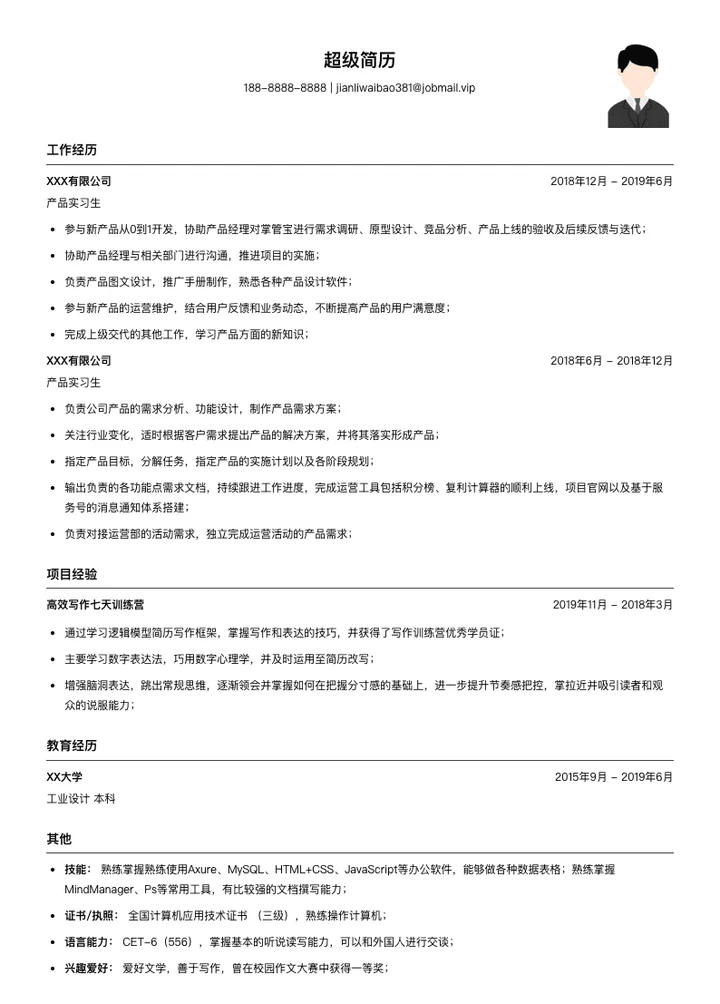 超级简历
188-8888-8888 | jianliwaibao381@jobmail.vip
工作经历
XXX有限公司 2018年12月 – 2019年6月
产品实习生
• 参与新产品从0到1开发，协助产品经理对掌管宝进行需求调研、原型设计、竞品分析、产品上线的验收及后续反馈与迭代；
• 协助产品经理与相关部门进行沟通，推进项目的实施；
• 负责产品图文设计，推广手册制作，熟悉各种产品设计软件；
• 参与新产品的运营维护，结合用户反馈和业务动态，不断提高产品的用户满意度；
• 完成上级交代的其他工作，学习产品方面的新知识；
XXX有限公司 2018年6月 – 2018年12月
产品实习生
• 负责公司产品的需求分析、功能设计，制作产品需求方案；
• 关注行业变化，适时根据客户需求提出产品的解决方案，并将其落实形成产品；
• 指定产品目标，分解任务，指定产品的实施计划以及各阶段规划；
• 输出负责的各功能点需求文档，持续跟进工作进度，完成运营工具包括积分榜、复利计算器的顺利上线，项目官网以及基于服
务号的消息通知体系搭建；
• 负责对接运营部的活动需求，独立完成运营活动的产品需求；
项目经验
高效写作七天训练营 2019年11月 – 2018年3月
• 通过学习逻辑模型简历写作框架，掌握写作和表达的技巧，并获得了写作训练营优秀学员证；
• 主要学习数字表达法，巧用数字心理学，并及时运用至简历改写；
• 增强脑洞表达，跳出常规思维，逐渐领会并掌握如何在把握分寸感的基础上，进一步提升节奏感把控，掌拉近并吸引读者和观
众的说服能力；
教育经历
XX大学 2015年9月 – 2019年6月
工业设计 本科
其他
• 技能： 熟练掌握熟练使用Axure、MySQL、HTML+CSS、JavaScript等办公软件，能够做各种数据表格；熟练掌握
MindManager、Ps等常用工具，有比较强的文档撰写能力；
• 证书/执照： 全国计算机应用技术证书 （三级），熟练操作计算机；
• 语言能力： CET-6（556），掌握基本的听说读写能力，可以和外国人进行交谈；
• 兴趣爱好： 爱好文学，善于写作，曾在校园作文大赛中获得一等奖；